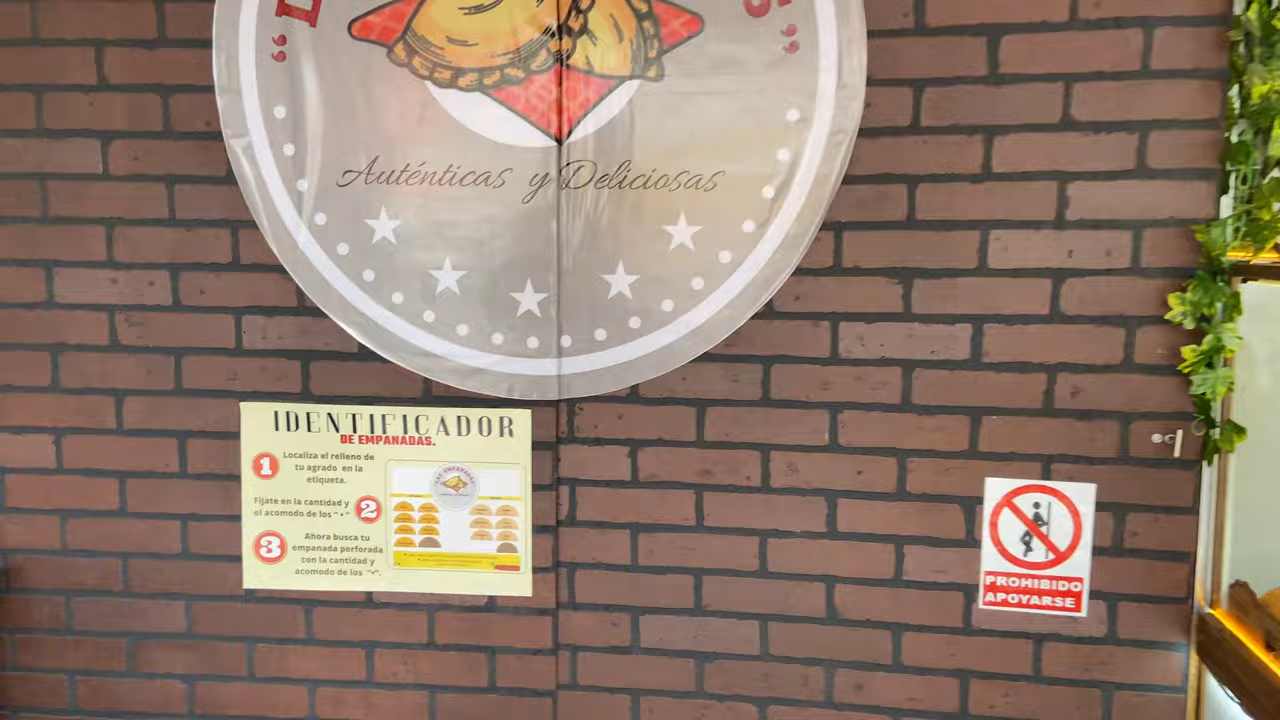 Auténticas y Deliciosas
IDENTIFICADOR
DE EMPANADAS.
1 Localiza el relleno de
tu agrado en la
etiqueta.
Fijate en la cantidad y 2
el acomodo de los "•"
3 Ahora busca tu
empanada perforada
con la cantidad y
acomodo de los "•".
PROHIBIDO
APOYARSE